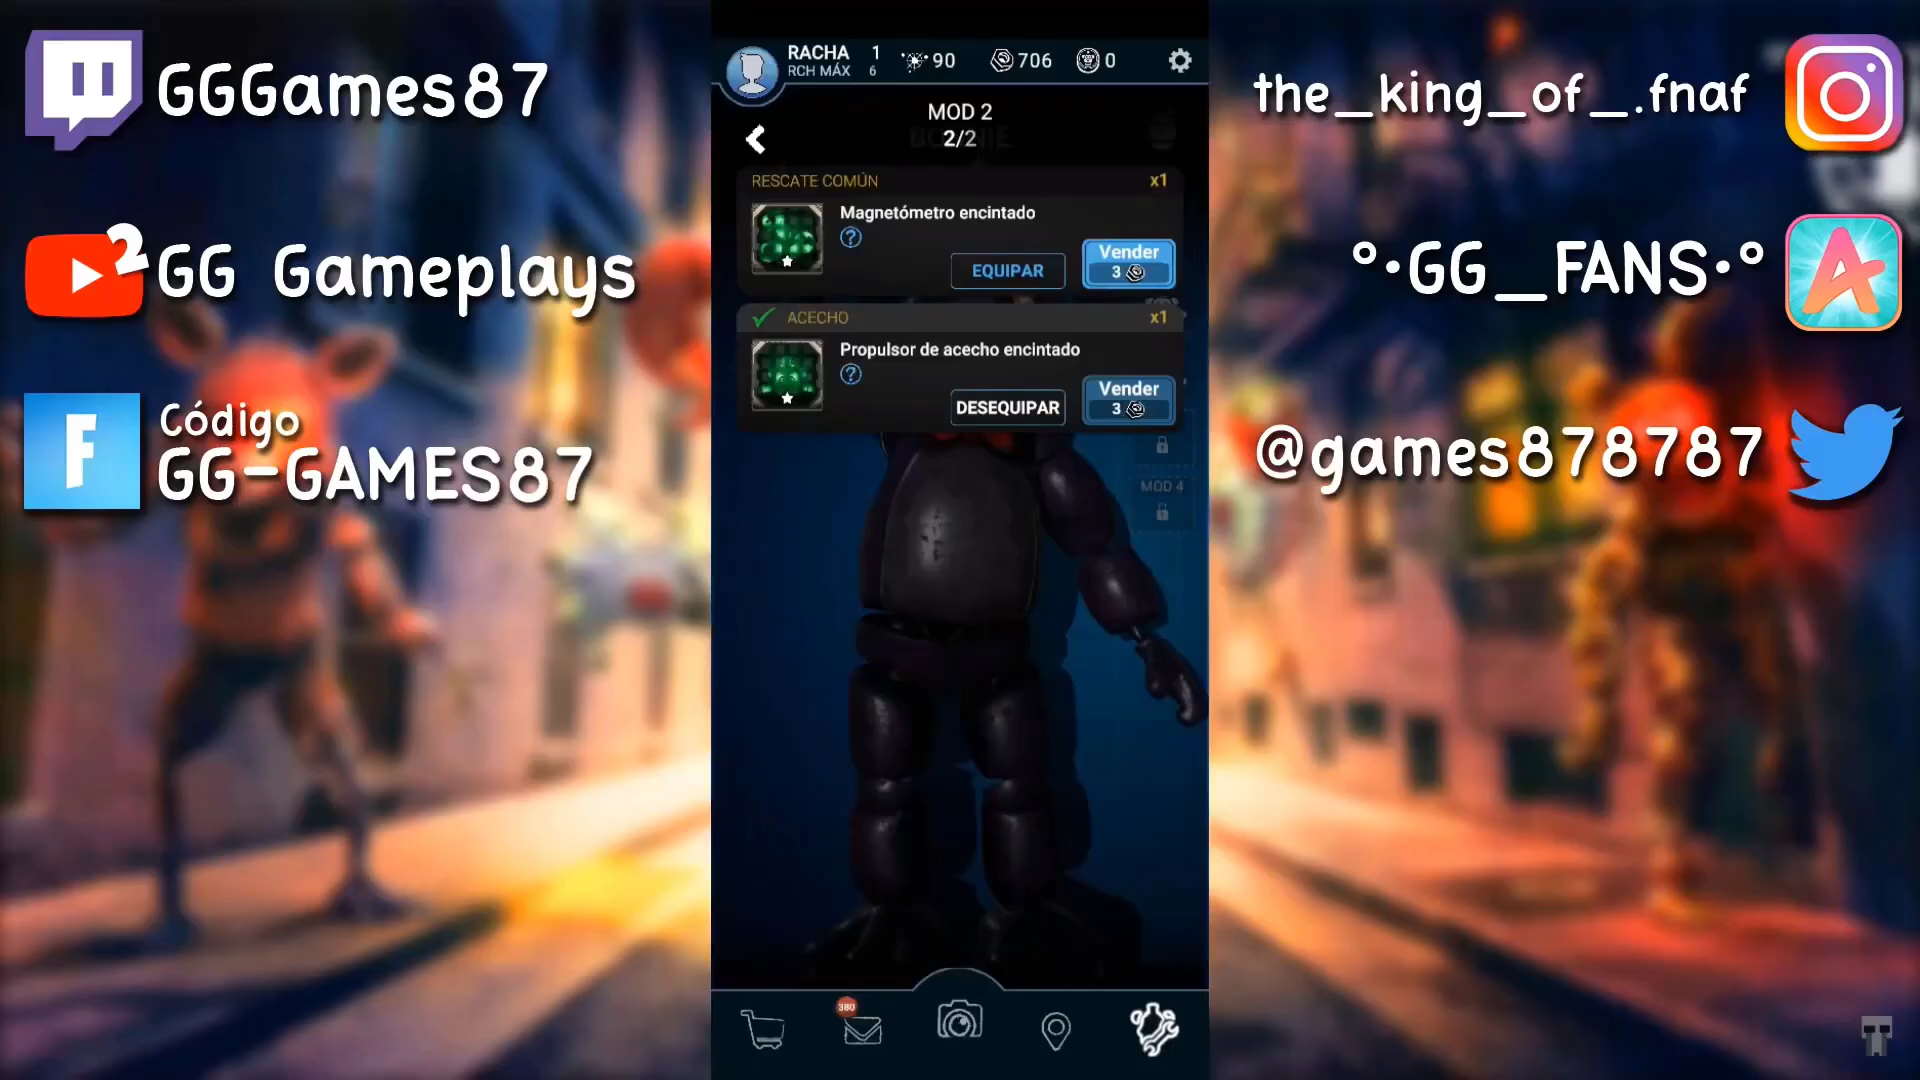 GGGames87
2
GG Gameplays
F
Código
GG-GAMES87
RACHA 1
RCH MÁX 6
90
706
0
MOD 2
2/2
RESCATE COMÚN x1
Magnetómetro encintado
?
EQUIPAR
Vender
3
ACECHO x1
Propulsor de acecho encintado
?
DESEQUIPAR
Vender
3
MOD 4
380
the_king_of_.fnaf
°·GG_FANS·°
A
@games878787